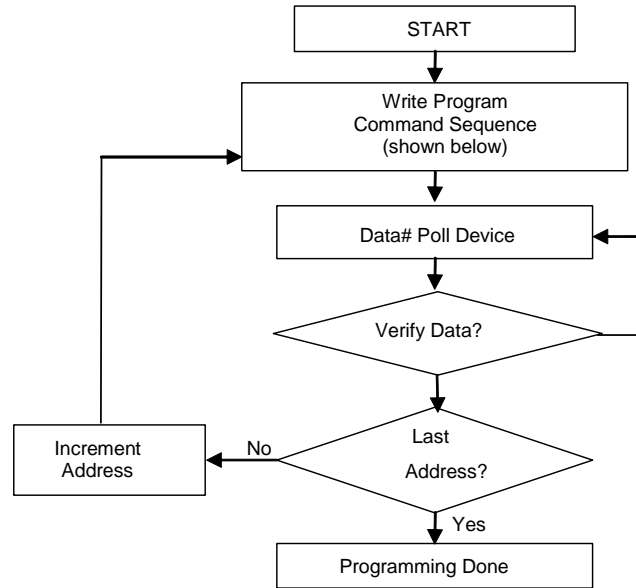 START
Write Program
Command Sequence
(shown below)
Data# Poll Device
Verify Data?
Last
Address?
No
Increment
Address
Yes
Programming Done